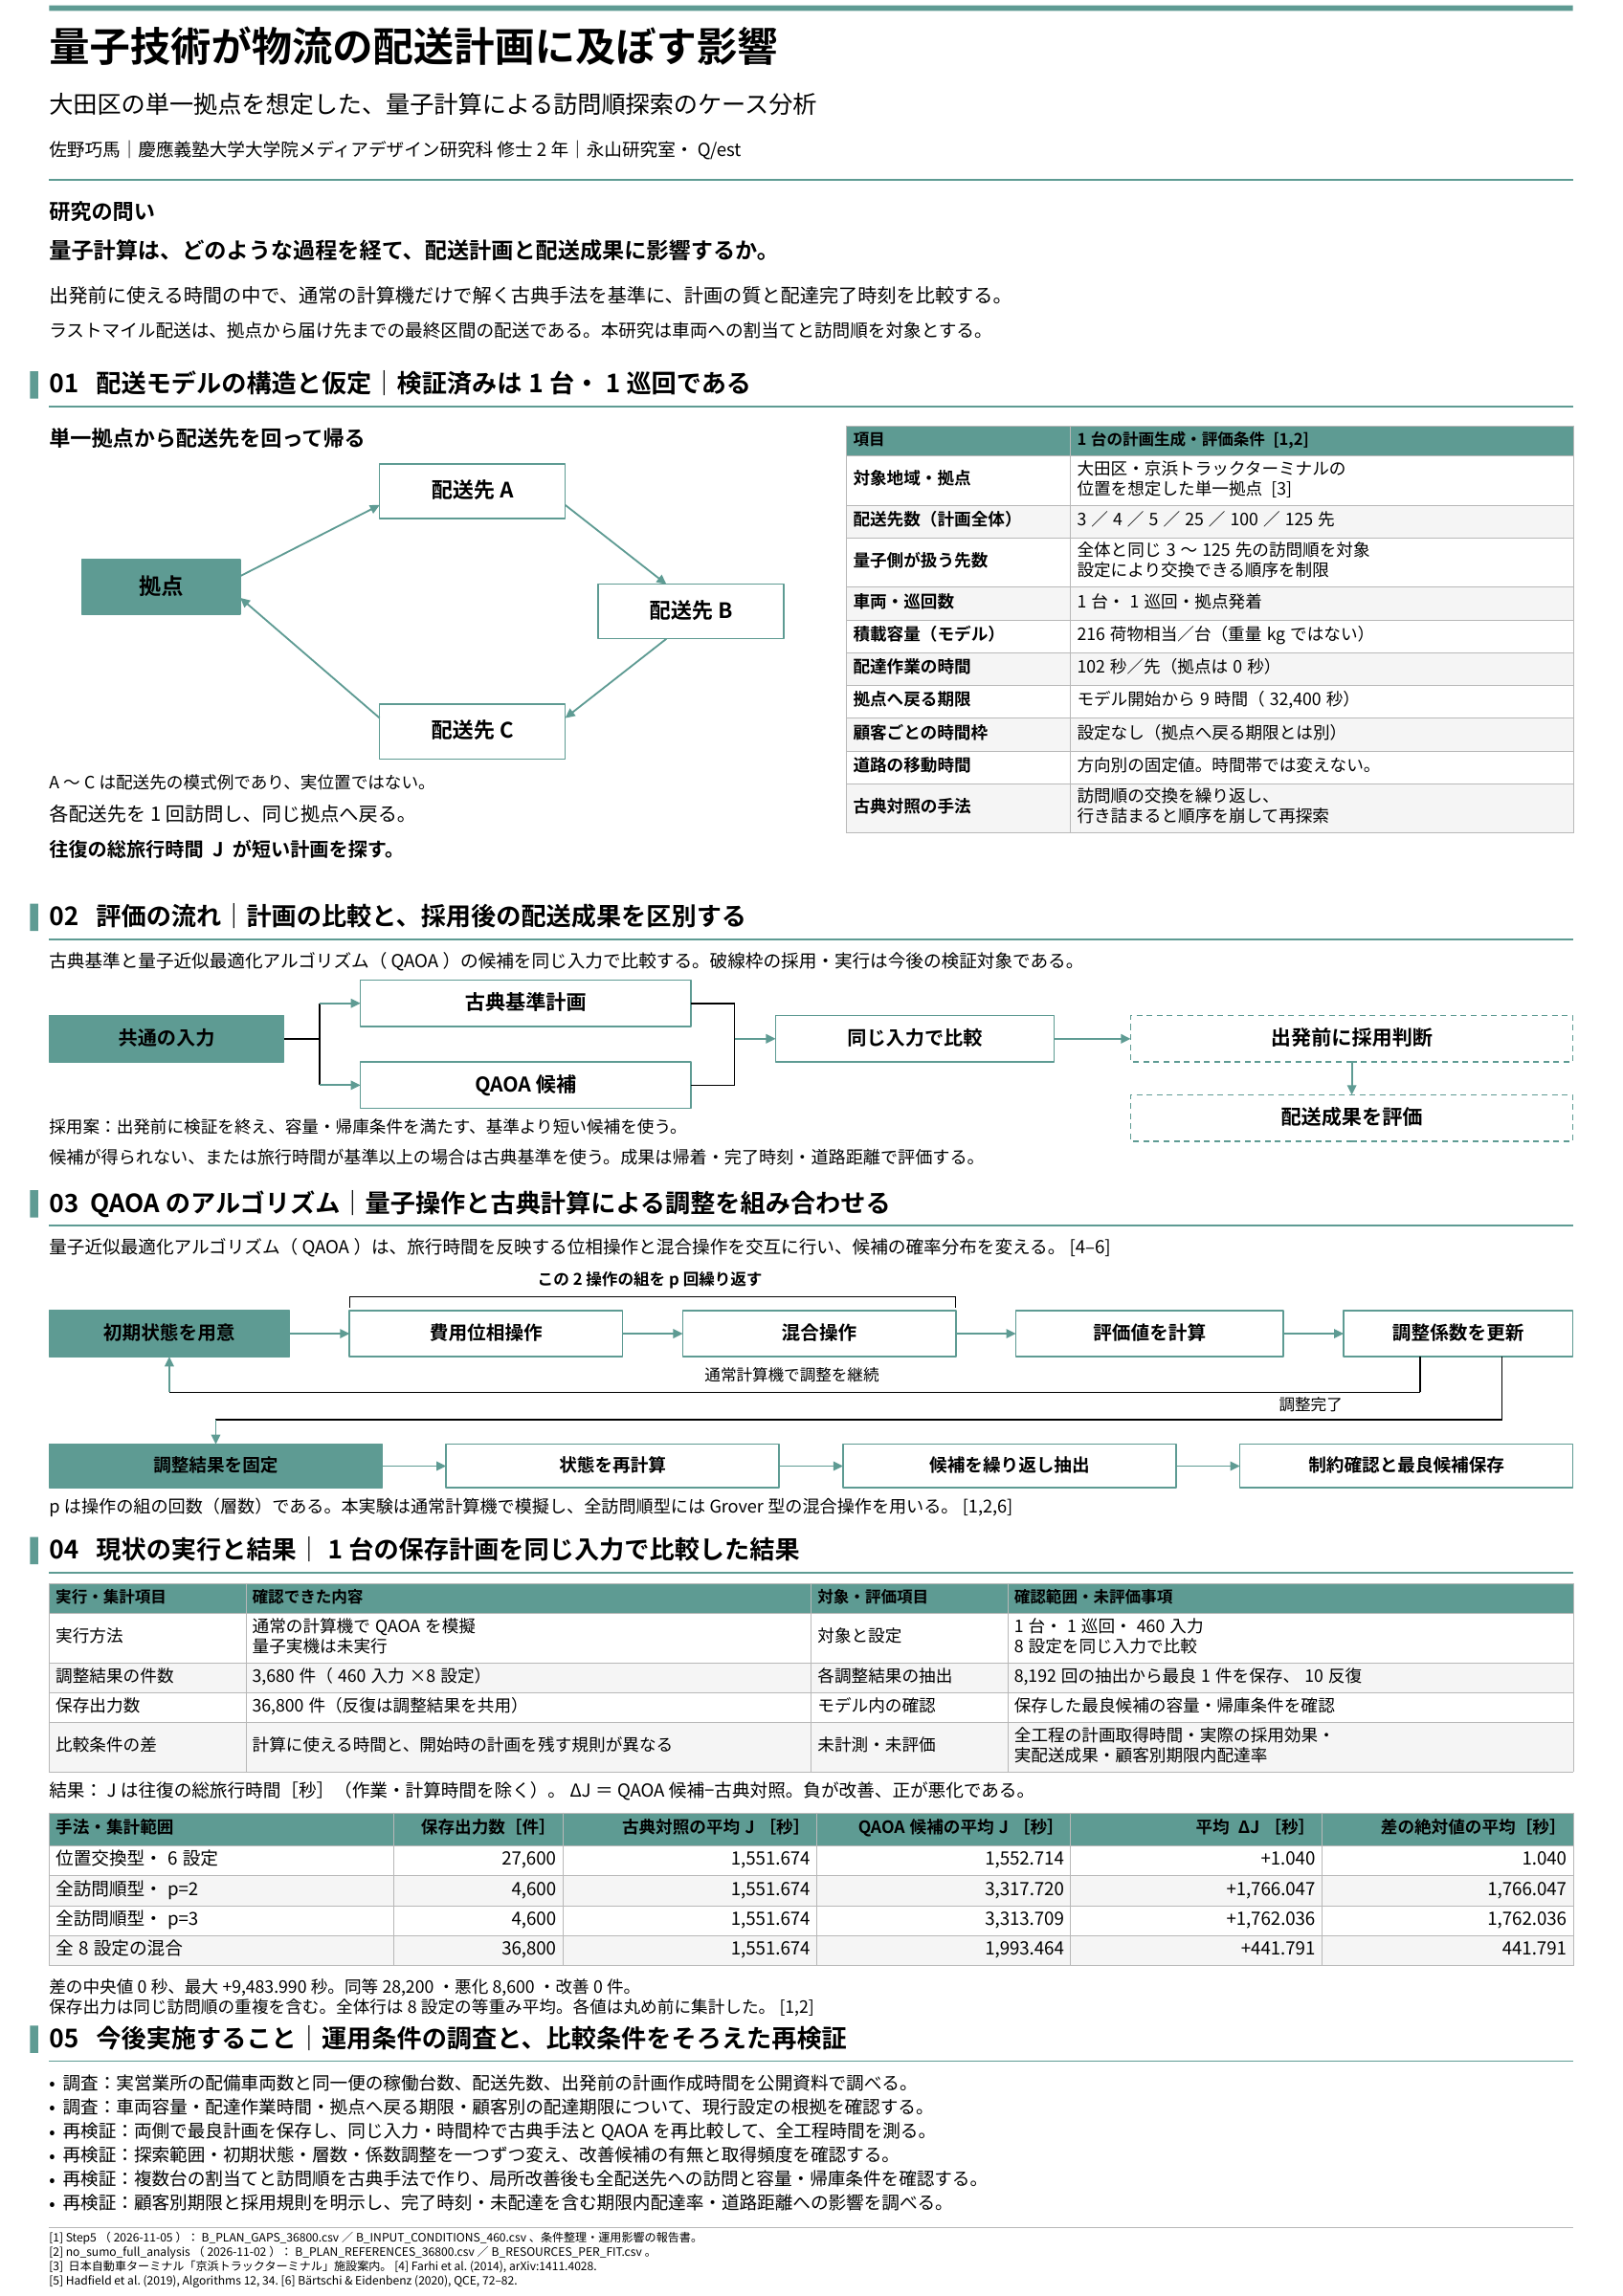 量子技術が物流の配送計画に及ぼす影響
大田区の単一拠点を想定した、量子計算による訪問順探索のケース分析
佐野巧馬｜慶應義塾大学大学院メディアデザイン研究科 修士 2 年｜永山研究室・ Q/est
研究の問い
量子計算は、どのような過程を経て、配送計画と配送成果に影響するか。
出発前に使える時間の中で、通常の計算機だけで解く古典手法を基準に、計画の質と配達完了時刻を比較する。
ラストマイル配送は、拠点から届け先までの最終区間の配送である。本研究は車両への割当てと訪問順を対象とする。
01 配送モデルの構造と仮定｜検証済みは 1 台・ 1 巡回である
単一拠点から配送先を回って帰る
配送先 A
拠点
配送先 B
配送先 C
A ～ C は配送先の模式例であり、実位置ではない。
各配送先を 1 回訪問し、同じ拠点へ戻る。
往復の総旅行時間 J が短い計画を探す。
項目 1 台の計画生成・評価条件 [1,2]
対象地域・拠点 大田区・京浜トラックターミナルの
位置を想定した単一拠点 [3]
配送先数（計画全体） 3 ／ 4 ／ 5 ／ 25 ／ 100 ／ 125 先
量子側が扱う先数 全体と同じ 3 ～ 125 先の訪問順を対象
設定により交換できる順序を制限
車両・巡回数 1 台・ 1 巡回・拠点発着
積載容量（モデル） 216 荷物相当／台（重量 kg ではない）
配達作業の時間 102 秒／先（拠点は 0 秒）
拠点へ戻る期限 モデル開始から 9 時間（ 32,400 秒）
顧客ごとの時間枠 設定なし（拠点へ戻る期限とは別）
道路の移動時間 方向別の固定値。時間帯では変えない。
古典対照の手法 訪問順の交換を繰り返し、
行き詰まると順序を崩して再探索
02 評価の流れ｜計画の比較と、採用後の配送成果を区別する
古典基準と量子近似最適化アルゴリズム（ QAOA ）の候補を同じ入力で比較する。破線枠の採用・実行は今後の検証対象である。
共通の入力
古典基準計画
QAOA 候補
同じ入力で比較
出発前に採用判断
配送成果を評価
採用案：出発前に検証を終え、容量・帰庫条件を満たす、基準より短い候補を使う。
候補が得られない、または旅行時間が基準以上の場合は古典基準を使う。成果は帰着・完了時刻・道路距離で評価する。
03 QAOA のアルゴリズム｜量子操作と古典計算による調整を組み合わせる
量子近似最適化アルゴリズム（ QAOA ）は、旅行時間を反映する位相操作と混合操作を交互に行い、候補の確率分布を変える。 [4–6]
この 2 操作の組を p 回繰り返す
初期状態を用意 費用位相操作 混合操作 評価値を計算 調整係数を更新
通常計算機で調整を継続
調整完了
調整結果を固定 状態を再計算 候補を繰り返し抽出 制約確認と最良候補保存
p は操作の組の回数（層数）である。本実験は通常計算機で模擬し、全訪問順型には Grover 型の混合操作を用いる。 [1,2,6]
04 現状の実行と結果｜ 1 台の保存計画を同じ入力で比較した結果
実行・集計項目 確認できた内容 対象・評価項目 確認範囲・未評価事項
実行方法 通常の計算機で QAOA を模擬
量子実機は未実行 対象と設定 1 台・ 1 巡回・ 460 入力
8 設定を同じ入力で比較
調整結果の件数 3,680 件（ 460 入力 ×8 設定） 各調整結果の抽出 8,192 回の抽出から最良 1 件を保存、 10 反復
保存出力数 36,800 件（反復は調整結果を共用） モデル内の確認 保存した最良候補の容量・帰庫条件を確認
比較条件の差 計算に使える時間と、開始時の計画を残す規則が異なる 未計測・未評価 全工程の計画取得時間・実際の採用効果・
実配送成果・顧客別期限内配達率
結果： J は往復の総旅行時間［秒］（作業・計算時間を除く）。 ΔJ ＝ QAOA 候補−古典対照。負が改善、正が悪化である。
手法・集計範囲 保存出力数［件］ 古典対照の平均 J ［秒］ QAOA 候補の平均 J ［秒］ 平均 ΔJ ［秒］ 差の絶対値の平均［秒］
位置交換型・ 6 設定 27,600 1,551.674 1,552.714 +1.040 1.040
全訪問順型・ p=2 4,600 1,551.674 3,317.720 +1,766.047 1,766.047
全訪問順型・ p=3 4,600 1,551.674 3,313.709 +1,762.036 1,762.036
全 8 設定の混合 36,800 1,551.674 1,993.464 +441.791 441.791
差の中央値 0 秒、最大 +9,483.990 秒。同等 28,200 ・悪化 8,600 ・改善 0 件。
保存出力は同じ訪問順の重複を含む。全体行は 8 設定の等重み平均。各値は丸め前に集計した。 [1,2]
05 今後実施すること｜運用条件の調査と、比較条件をそろえた再検証
• 調査：実営業所の配備車両数と同一便の稼働台数、配送先数、出発前の計画作成時間を公開資料で調べる。
• 調査：車両容量・配達作業時間・拠点へ戻る期限・顧客別の配達期限について、現行設定の根拠を確認する。
• 再検証：両側で最良計画を保存し、同じ入力・時間枠で古典手法と QAOA を再比較して、全工程時間を測る。
• 再検証：探索範囲・初期状態・層数・係数調整を一つずつ変え、改善候補の有無と取得頻度を確認する。
• 再検証：複数台の割当てと訪問順を古典手法で作り、局所改善後も全配送先への訪問と容量・帰庫条件を確認する。
• 再検証：顧客別期限と採用規則を明示し、完了時刻・未配達を含む期限内配達率・道路距離への影響を調べる。
[1] Step5 （ 2026-11-05 ）： B_PLAN_GAPS_36800.csv ／ B_INPUT_CONDITIONS_460.csv 、条件整理・運用影響の報告書。
[2] no_sumo_full_analysis （ 2026-11-02 ）： B_PLAN_REFERENCES_36800.csv ／ B_RESOURCES_PER_FIT.csv 。
[3] 日本自動車ターミナル「京浜トラックターミナル」施設案内。 [4] Farhi et al. (2014), arXiv:1411.4028.
[5] Hadfield et al. (2019), Algorithms 12, 34. [6] Bärtschi & Eidenbenz (2020), QCE, 72–82.